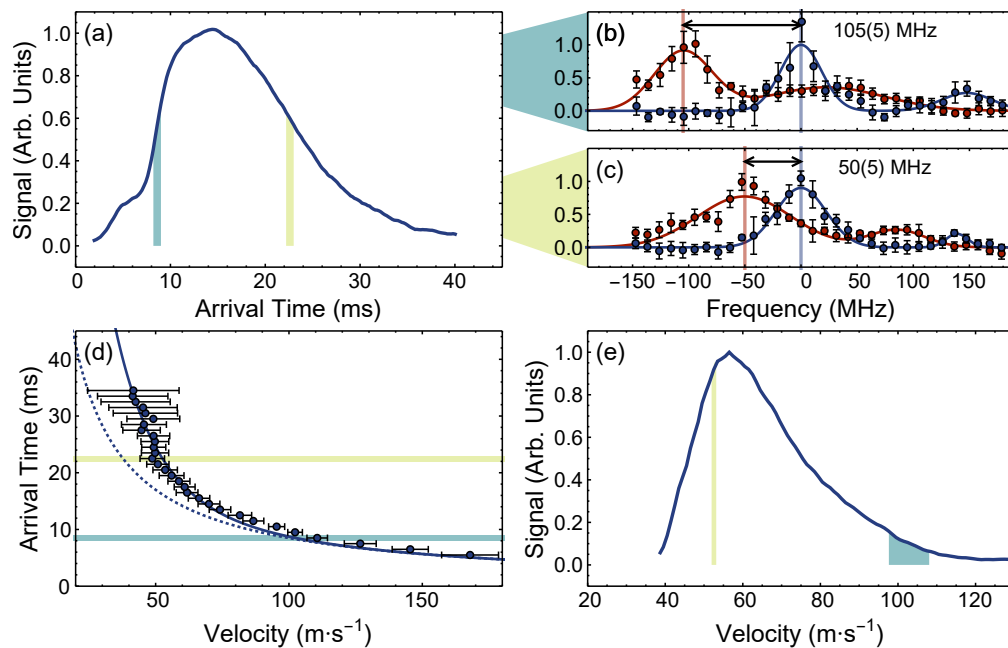 (a)
Signal (Arb. Units)
1.0
0.8
0.6
0.4
0.2
0.0
0 10 20 30 40
Arrival Time (ms)
(b)
105(5) MHz
1.0
0.5
0.0
(c)
50(5) MHz
1.0
0.5
0.0
−150 −100 −50 0 50 100 150
Frequency (MHz)
(d)
Arrival Time (ms)
40
30
20
10
0
50 100 150
Velocity (m·s⁻¹)
(e)
Signal (Arb. Units)
1.0
0.8
0.6
0.4
0.2
0.0
20 40 60 80 100 120
Velocity (m·s⁻¹)